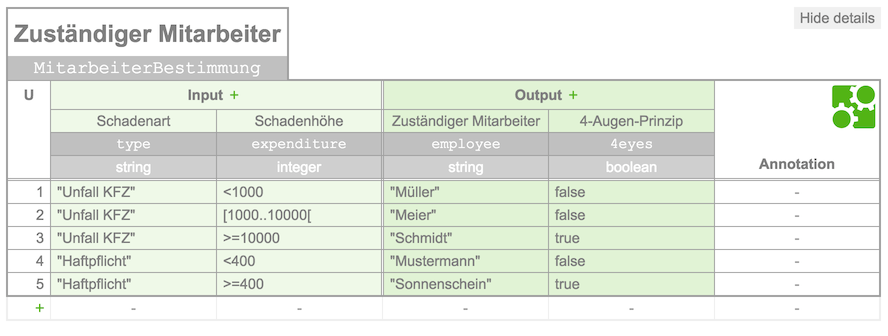 Hide details
Zuständiger Mitarbeiter
MitarbeiterBestimmung
U Input + Output +
Schadenart Schadenhöhe Zuständiger Mitarbeiter 4-Augen-Prinzip
type expenditure employee 4eyes
string integer string boolean Annotation
1 "Unfall KFZ" <1000 "Müller" false -
2 "Unfall KFZ" [1000..10000[ "Meier" false -
3 "Unfall KFZ" >=10000 "Schmidt" true -
4 "Haftpflicht" <400 "Mustermann" false -
5 "Haftpflicht" >=400 "Sonnenschein" true -
+ - - - - -